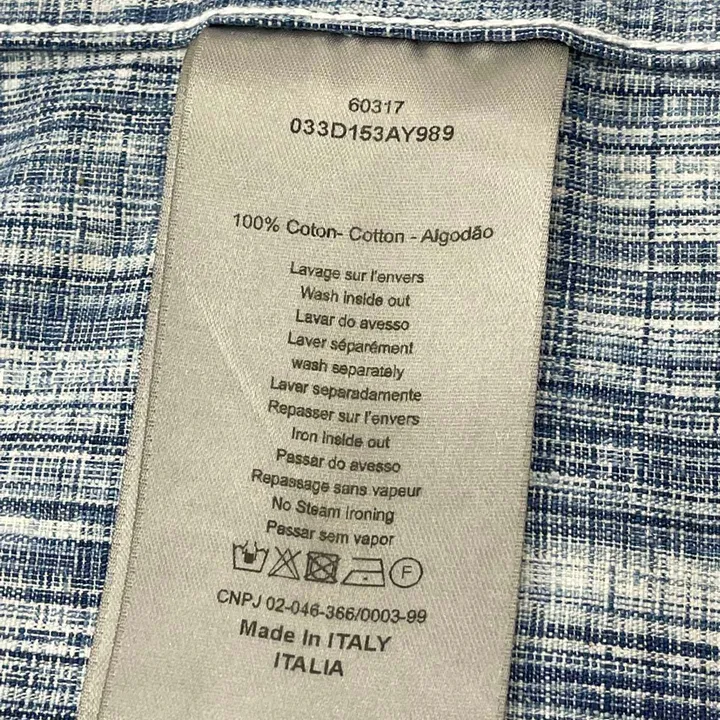 60317
033D153AY989
100% Coton- Cotton - Algodão
Lavage sur l'envers
Wash inside out
Lavar do avesso
Laver séparément
wash separately
Lavar separadamente
Repasser sur l'envers
Iron inside out
Passar do avesso
Repassage sans vapeur
No Steam ironing
Passar sem vapor
F
CNPJ 02-046-366/0003-99
Made In ITALY
ITALIA